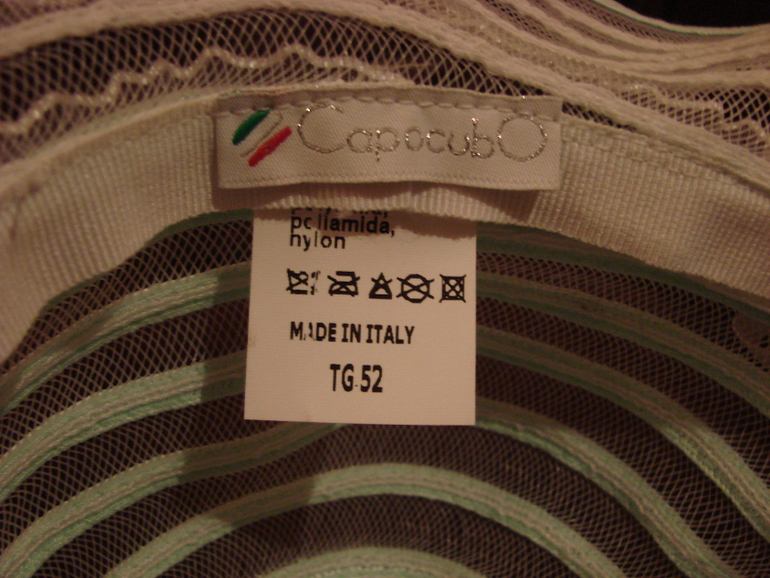 CapocubO
poliamida,
nylon
MADE IN ITALY
TG 52